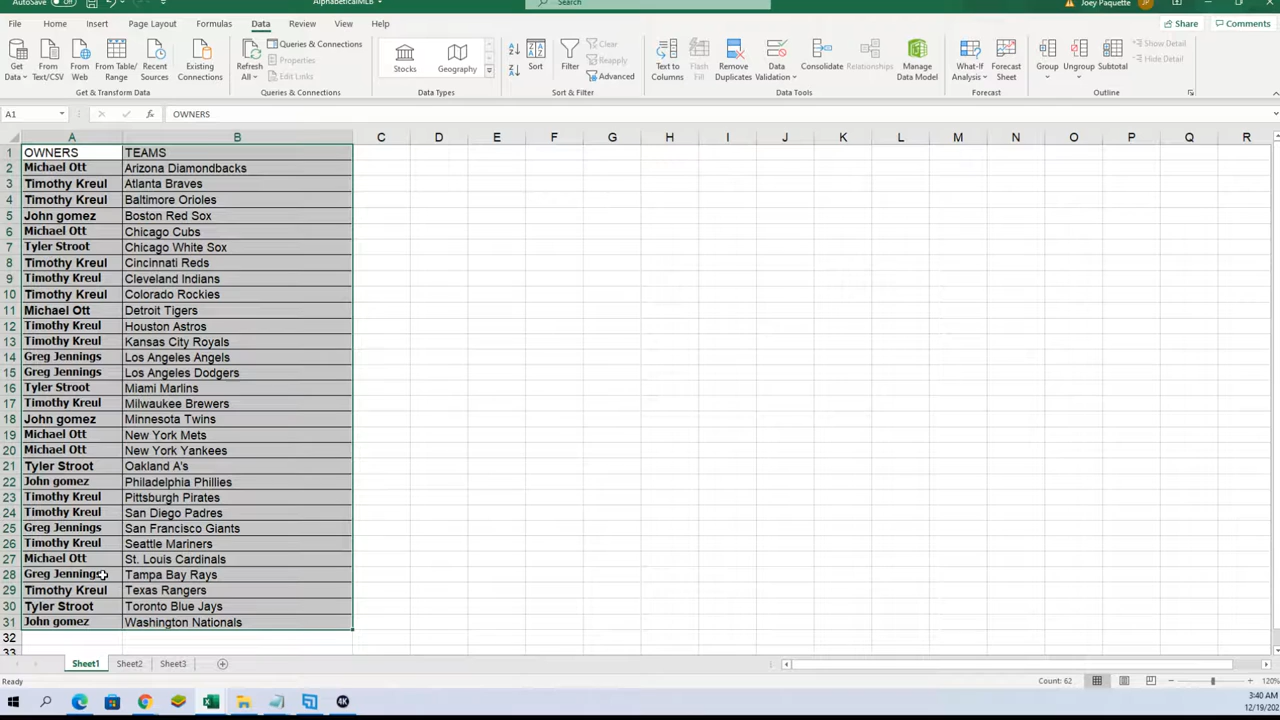 AutoSave
AlphabeticalMLB
Search
Joey Paquette
JP
File Home Insert Page Layout Formulas Data Review View Help Share Comments
Get Data From Text/CSV From Web From Table/Range Recent Sources Existing Connections
Get & Transform Data
Refresh All Queries & Connections Properties Edit Links
Queries & Connections
Stocks Geography
Data Types
Sort Filter Clear Reapply Advanced
Sort & Filter
Text to Columns Flash Fill Remove Duplicates Data Validation Consolidate Relationships Manage Data Model
Data Tools
What-If Analysis Forecast Sheet
Forecast
Group Ungroup Subtotal Show Detail Hide Detail
Outline
A1 fx OWNERS
A B C D E F G H I J K L M N O P Q R
1 OWNERS TEAMS
2 Michael Ott Arizona Diamondbacks
3 Timothy Kreul Atlanta Braves
4 Timothy Kreul Baltimore Orioles
5 John gomez Boston Red Sox
6 Michael Ott Chicago Cubs
7 Tyler Stroot Chicago White Sox
8 Timothy Kreul Cincinnati Reds
9 Timothy Kreul Cleveland Indians
10 Timothy Kreul Colorado Rockies
11 Michael Ott Detroit Tigers
12 Timothy Kreul Houston Astros
13 Timothy Kreul Kansas City Royals
14 Greg Jennings Los Angeles Angels
15 Greg Jennings Los Angeles Dodgers
16 Tyler Stroot Miami Marlins
17 Timothy Kreul Milwaukee Brewers
18 John gomez Minnesota Twins
19 Michael Ott New York Mets
20 Michael Ott New York Yankees
21 Tyler Stroot Oakland A's
22 John gomez Philadelphia Phillies
23 Timothy Kreul Pittsburgh Pirates
24 Timothy Kreul San Diego Padres
25 Greg Jennings San Francisco Giants
26 Timothy Kreul Seattle Mariners
27 Michael Ott St. Louis Cardinals
28 Greg Jennings Tampa Bay Rays
29 Timothy Kreul Texas Rangers
30 Tyler Stroot Toronto Blue Jays
31 John gomez Washington Nationals
32
33
Sheet1 Sheet2 Sheet3
Ready Count: 62 120%
4K
3:40 AM
12/19/202